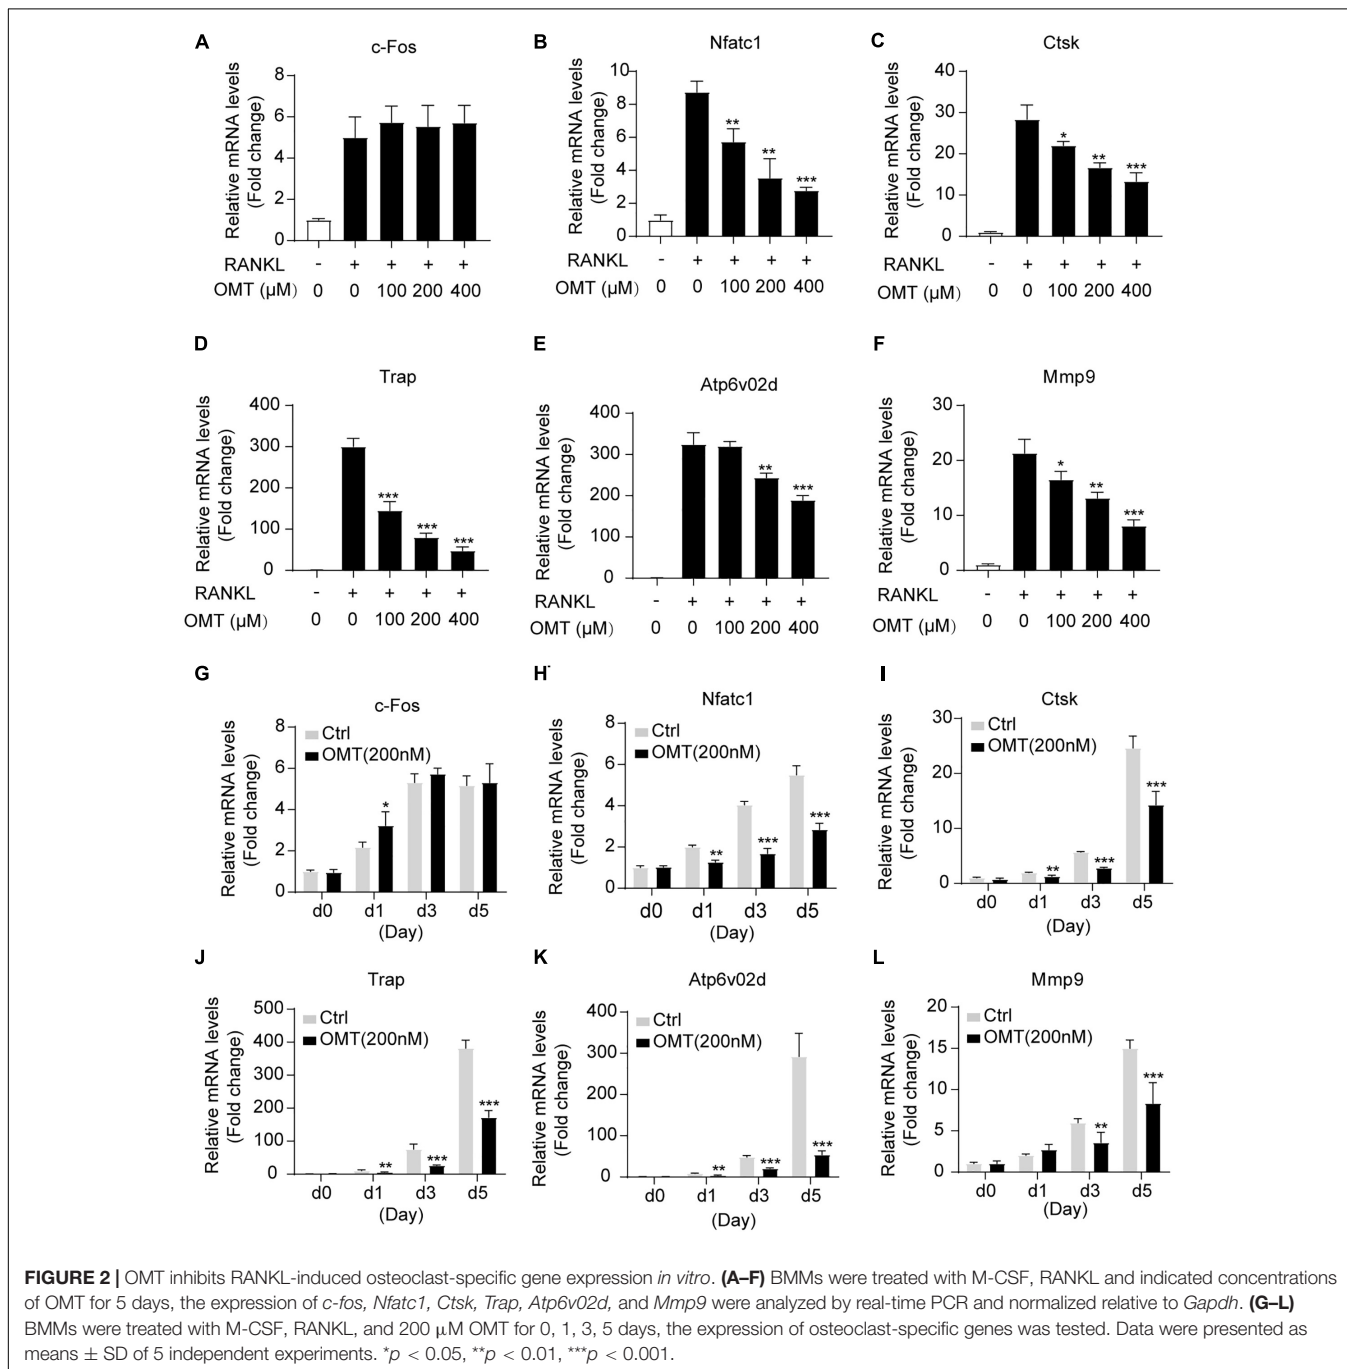 A
c-Fos
Relative mRNA levels
(Fold change)
8
6
4
2
0
RANKL - + + + +
OMT (μM) 0 0 100 200 400
B
Nfatc1
Relative mRNA levels
(Fold change)
10
8
6
4
2
0
** ** ***
RANKL - + + + +
OMT (μM) 0 0 100 200 400
C
Ctsk
Relative mRNA levels
(Fold change)
40
30
20
10
0
* ** ***
RANKL - + + + +
OMT (μM) 0 0 100 200 400
D
Trap
Relative mRNA levels
(Fold change)
400
300
200
100
0
*** *** ***
RANKL - + + + +
OMT (μM) 0 0 100 200 400
E
Atp6v02d
Relative mRNA levels
(Fold change)
400
300
200
100
0
** ***
RANKL - + + + +
OMT (μM) 0 0 100 200 400
F
Mmp9
Relative mRNA levels
(Fold change)
30
20
10
0
* ** ***
RANKL - + + + +
OMT (μM) 0 0 100 200 400
G
c-Fos
Relative mRNA levels
(Fold change)
8
6
4
2
0
Ctrl
OMT(200nM)
*
d0 d1 d3 d5
(Day)
H
Nfatc1
Relative mRNA levels
(Fold change)
8
6
4
2
0
Ctrl
OMT(200nM)
** *** ***
d0 d1 d3 d5
(Day)
I
Ctsk
Relative mRNA levels
(Fold change)
30
20
10
0
Ctrl
OMT(200nM)
** *** ***
d0 d1 d3 d5
(Day)
J
Trap
Relative mRNA levels
(Fold change)
500
400
300
200
100
0
Ctrl
OMT(200nM)
** *** ***
d0 d1 d3 d5
(Day)
K
Atp6v02d
Relative mRNA levels
(Fold change)
400
300
200
100
0
Ctrl
OMT(200nM)
** *** ***
d0 d1 d3 d5
(Day)
L
Mmp9
Relative mRNA levels
(Fold change)
20
15
10
5
0
Ctrl
OMT(200nM)
** ***
d0 d1 d3 d5
(Day)
FIGURE 2 | OMT inhibits RANKL-induced osteoclast-specific gene expression in vitro. (A–F) BMMs were treated with M-CSF, RANKL and indicated concentrations
of OMT for 5 days, the expression of c-fos, Nfatc1, Ctsk, Trap, Atp6v02d, and Mmp9 were analyzed by real-time PCR and normalized relative to Gapdh. (G–L)
BMMs were treated with M-CSF, RANKL, and 200 μM OMT for 0, 1, 3, 5 days, the expression of osteoclast-specific genes was tested. Data were presented as
means ± SD of 5 independent experiments. *p < 0.05, **p < 0.01, ***p < 0.001.